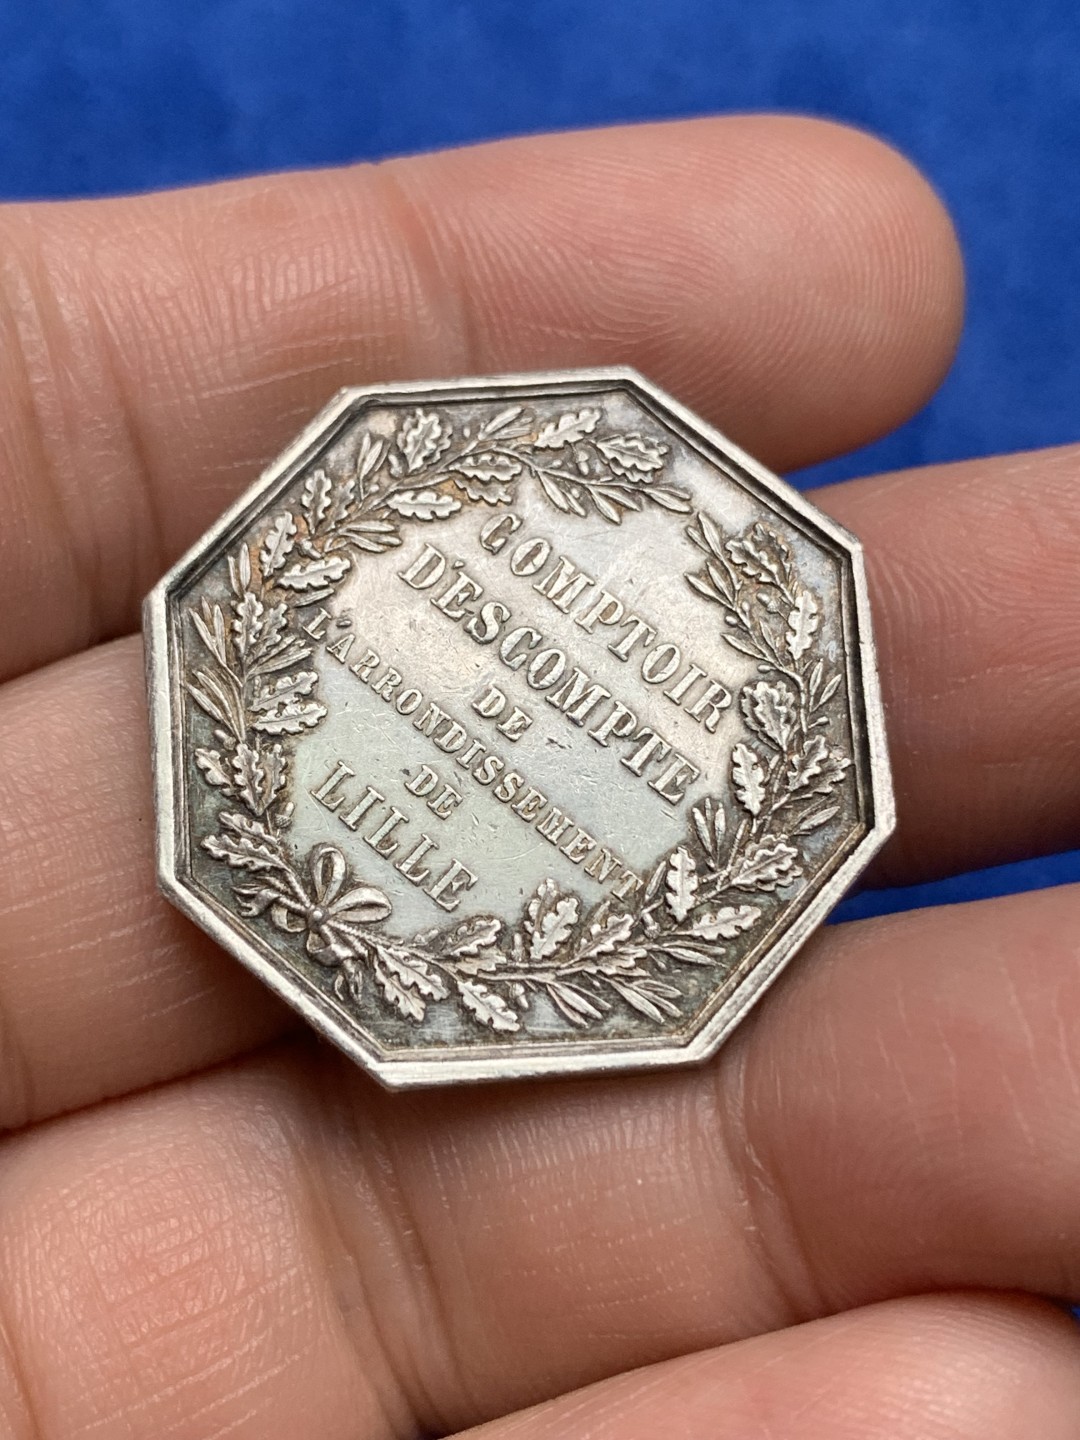 COMPTOIR
D'ESCOMPTE
DE
L'ARRONDISSEMENT
DE
LILLE